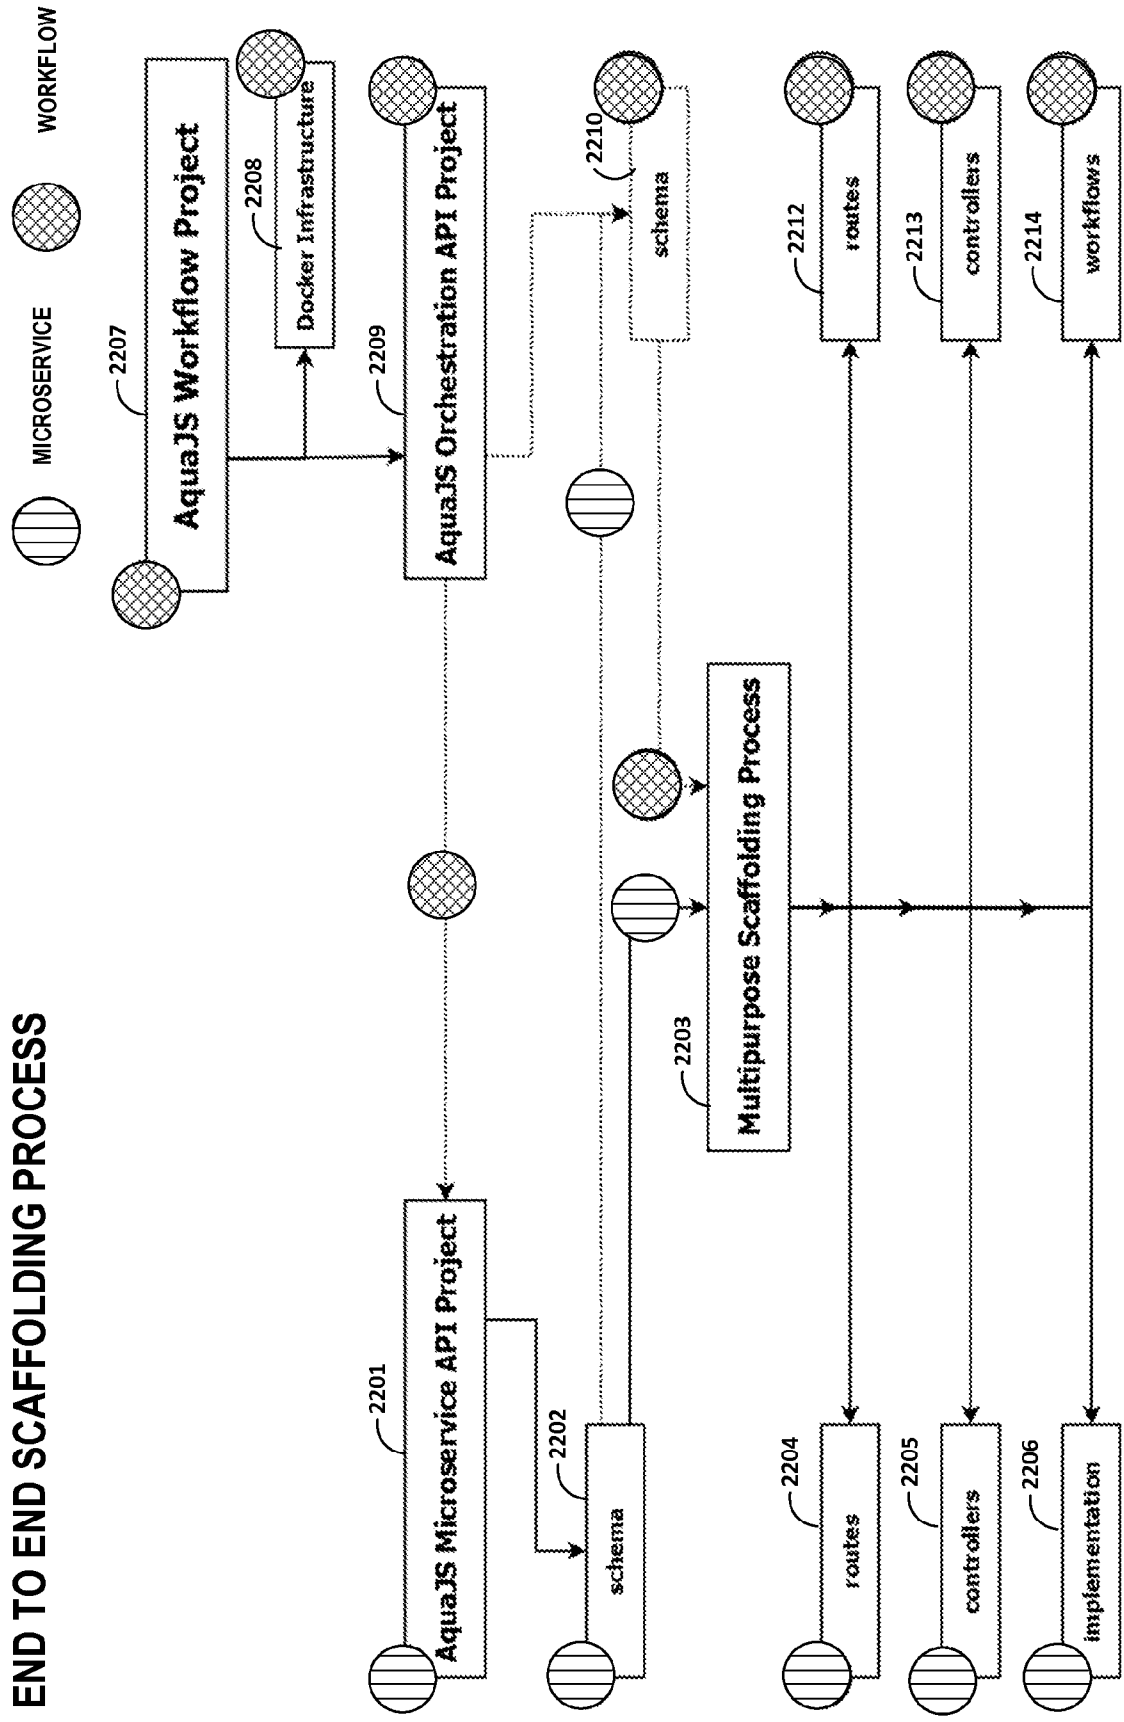 END TO END SCAFFOLDING PROCESS
MICROSERVICE
WORKFLOW
2207
AquaJS Workflow Project
2208
Docker Infrastructure
2201
AquaJS Microservice API Project
2209
AquaJS Orchestration API Project
2202
schema
2210
schema
2203
Multipurpose Scaffolding Process
2204
routes
2212
routes
2205
controllers
2213
controllers
2206
implementation
2214
workflows